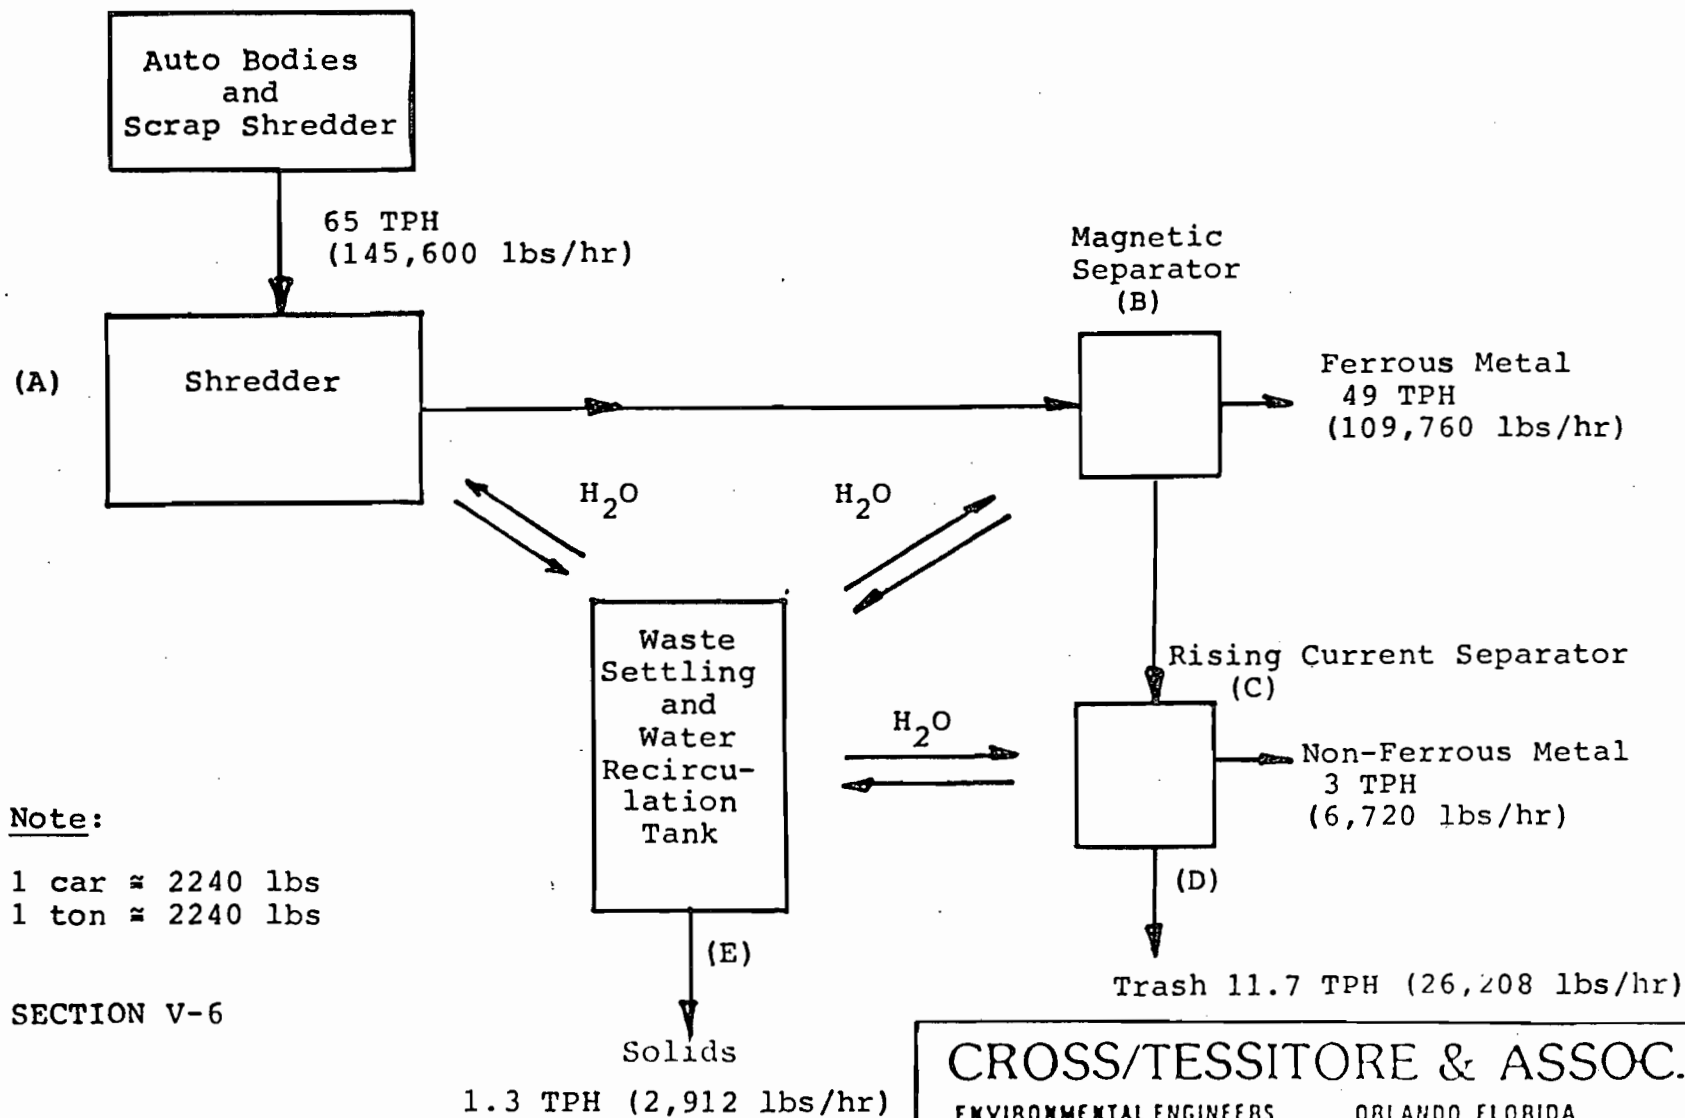 Auto Bodies
and
Scrap Shredder
65 TPH
(145,600 lbs/hr)
(A)
Shredder
Magnetic
Separator
(B)
Ferrous Metal
49 TPH
(109,760 lbs/hr)
H2O
H2O
Waste
Settling
and
Water
Recircu-
lation
Tank
H2O
Rising Current Separator
(C)
Non-Ferrous Metal
3 TPH
(6,720 lbs/hr)
(D)
Trash 11.7 TPH (26,208 lbs/hr)
(E)
Solids
1.3 TPH (2,912 lbs/hr)
Note:
1 car ≅ 2240 lbs
1 ton ≅ 2240 lbs
SECTION V-6
CROSS/TESSITORE & ASSOC.
ENVIRONMENTAL ENGINEERS ORLANDO, FLORIDA